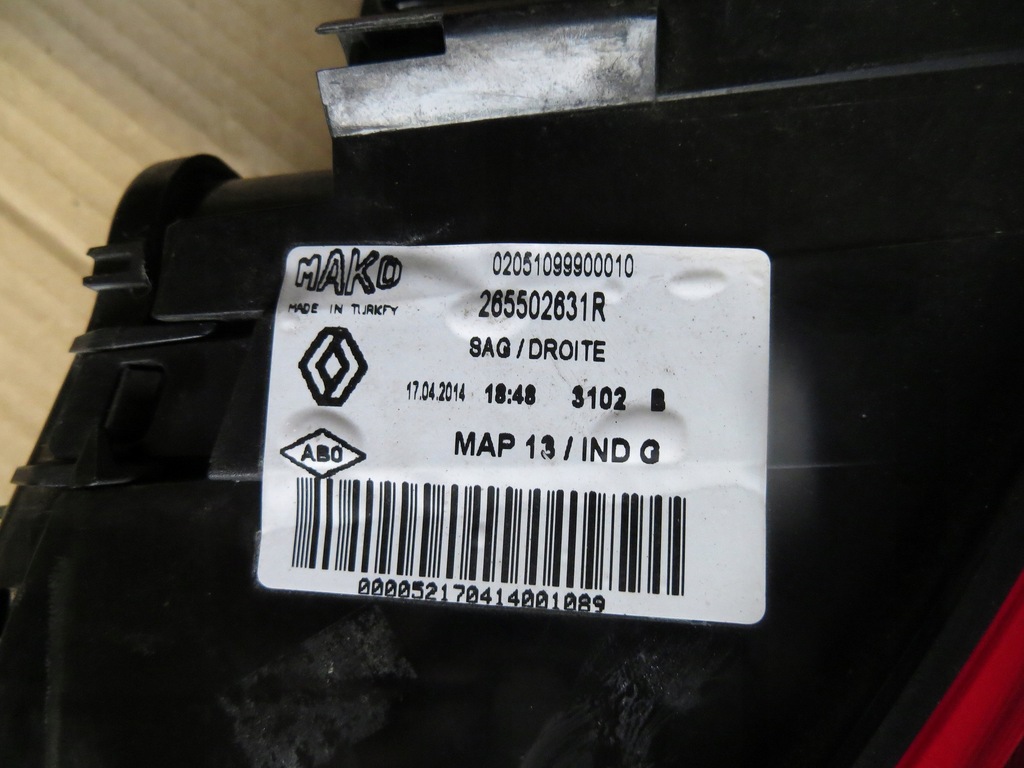 MAKO
MADE IN TURKEY
02051099900010
265502631R
SAG / DROITE
17.04.2014 18:48 3102 B
ABO
MAP 13 / IND G
000052170414001089